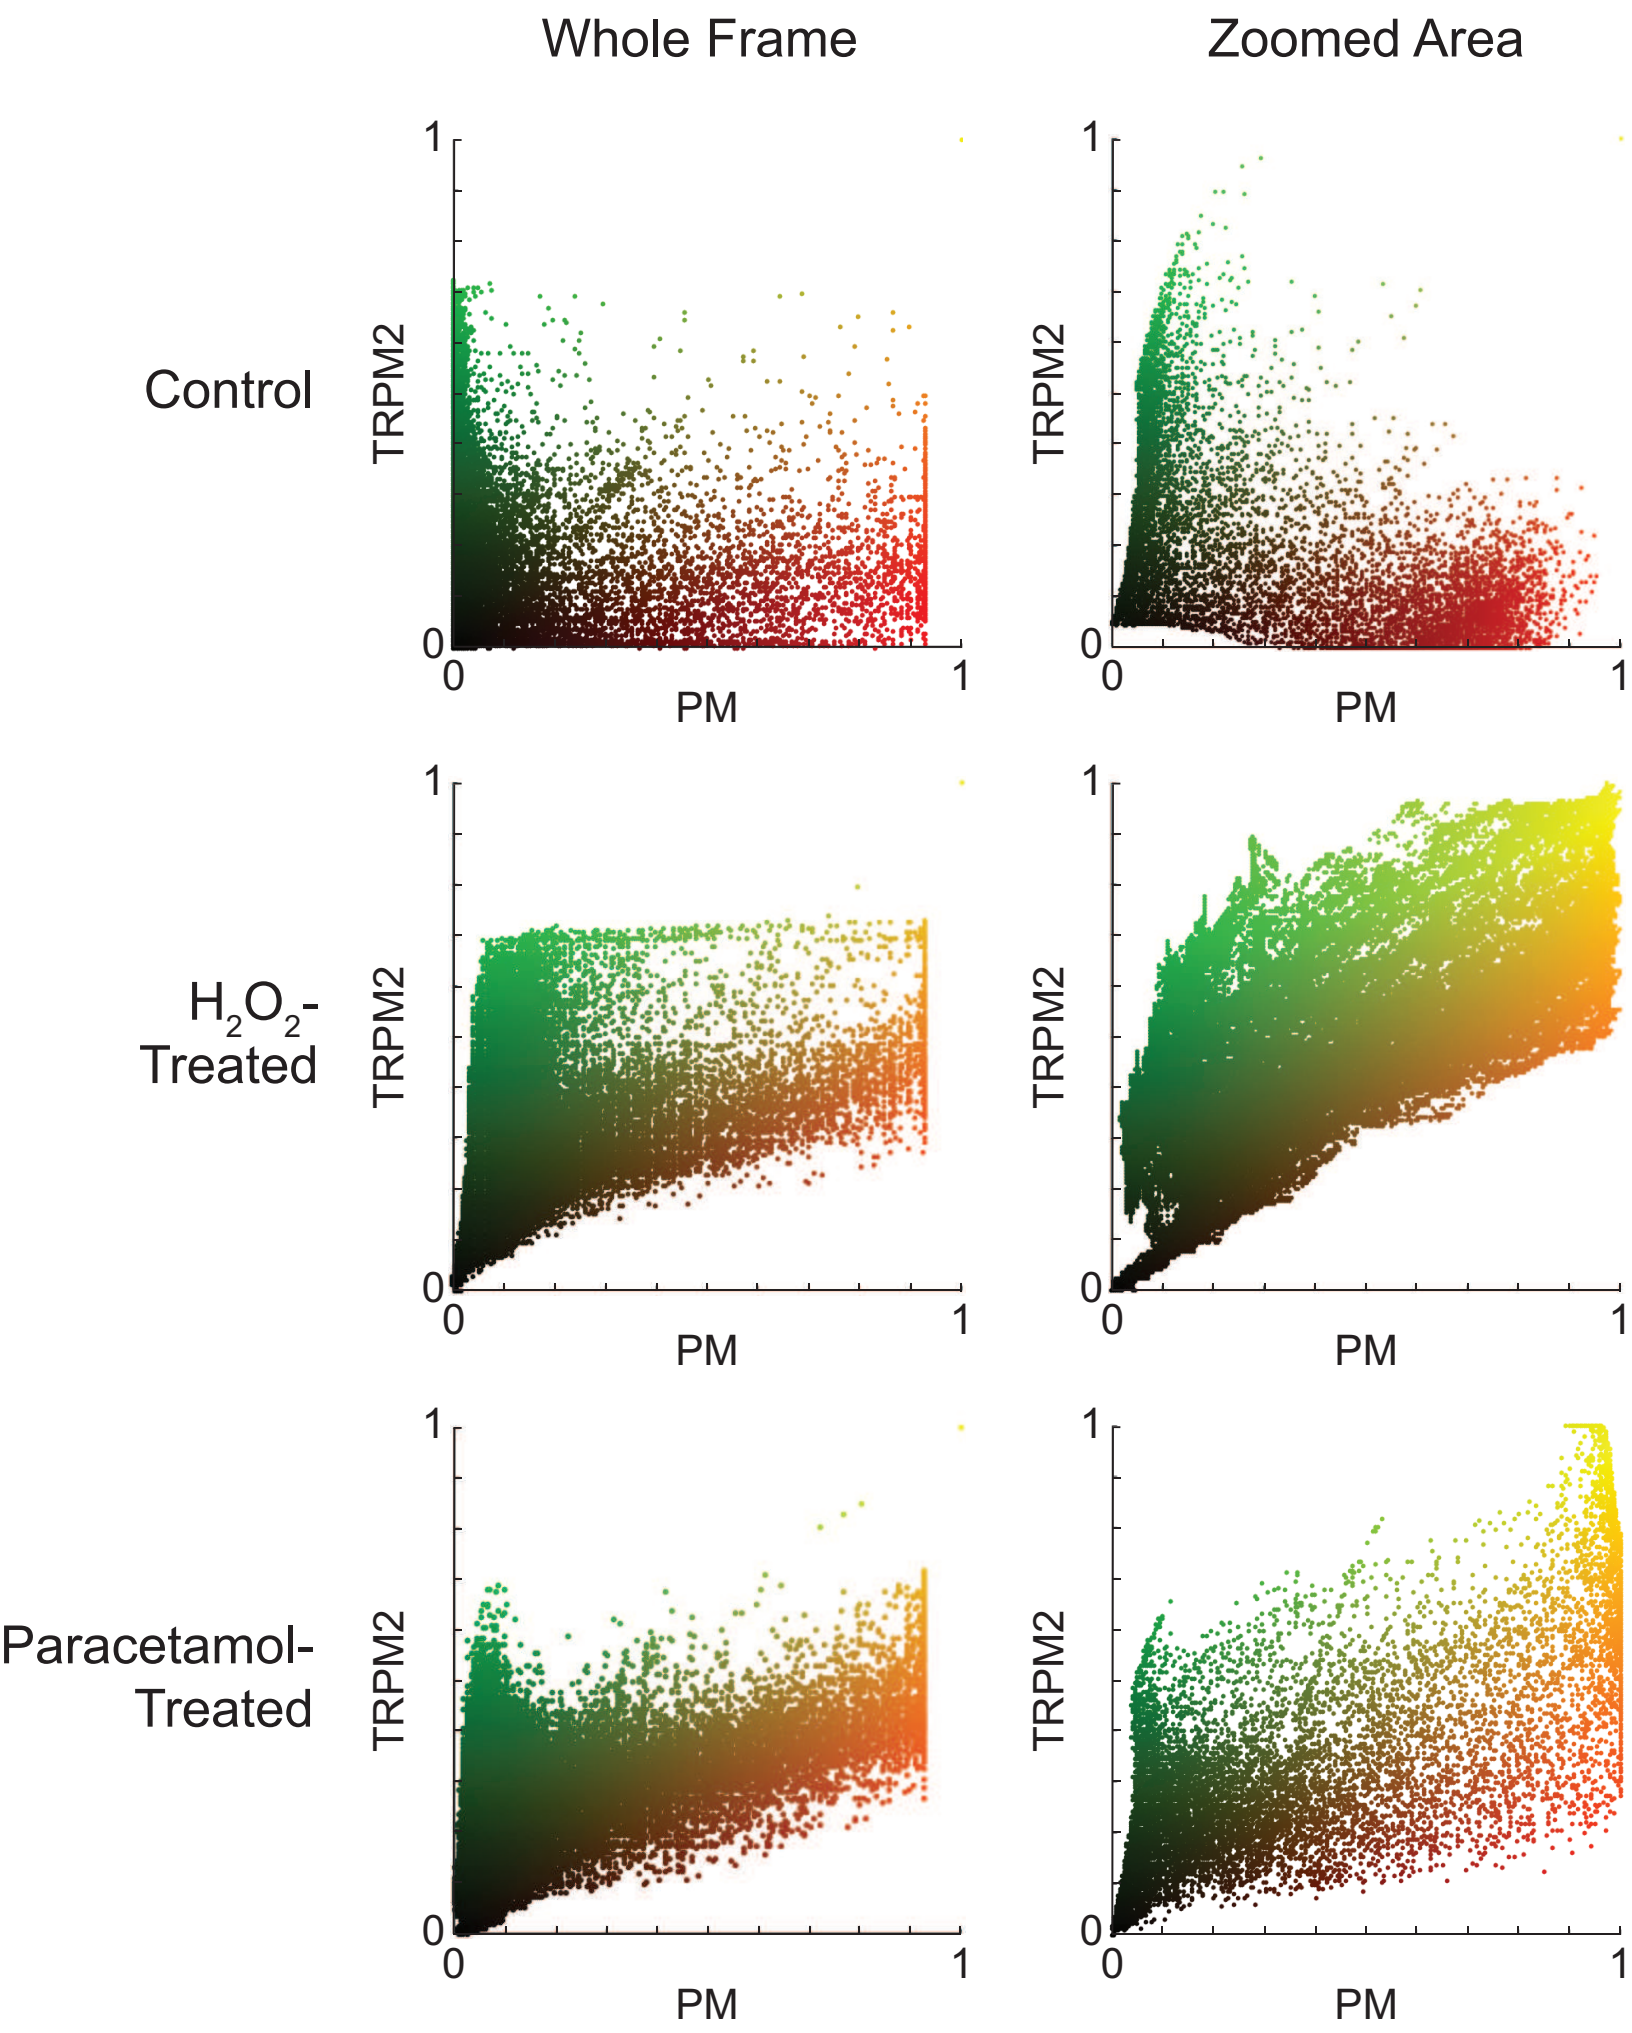 Whole Frame
Zoomed Area
Control
1
TRPM2
0
0
1
PM
1
TRPM2
0
0
1
PM
H₂O₂-
Treated
1
TRPM2
0
0
1
PM
1
TRPM2
0
0
1
PM
Paracetamol-
Treated
1
TRPM2
0
0
1
PM
1
TRPM2
0
0
1
PM